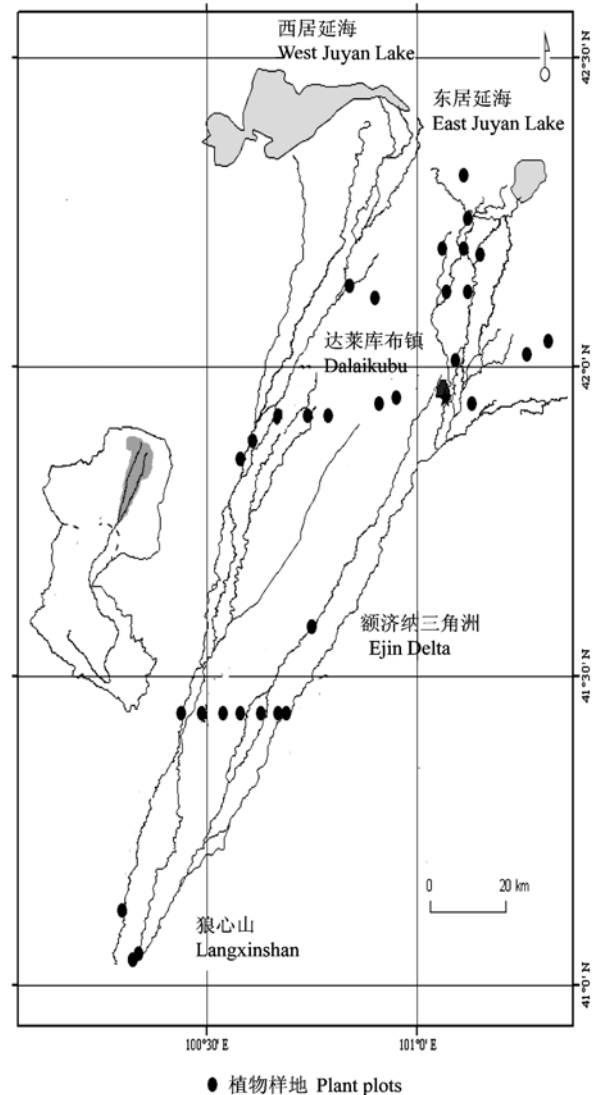 西居延海
West Juyan Lake
42°30′N
东居延海
East Juyan Lake
达莱库布镇
Dalaikubu
42°0′N
额济纳三角洲
Ejin Delta
41°30′N
0 20 km
狼心山
Langxinshan
41°0′N
100°30′E 101°0′E
植物样地 Plant plots